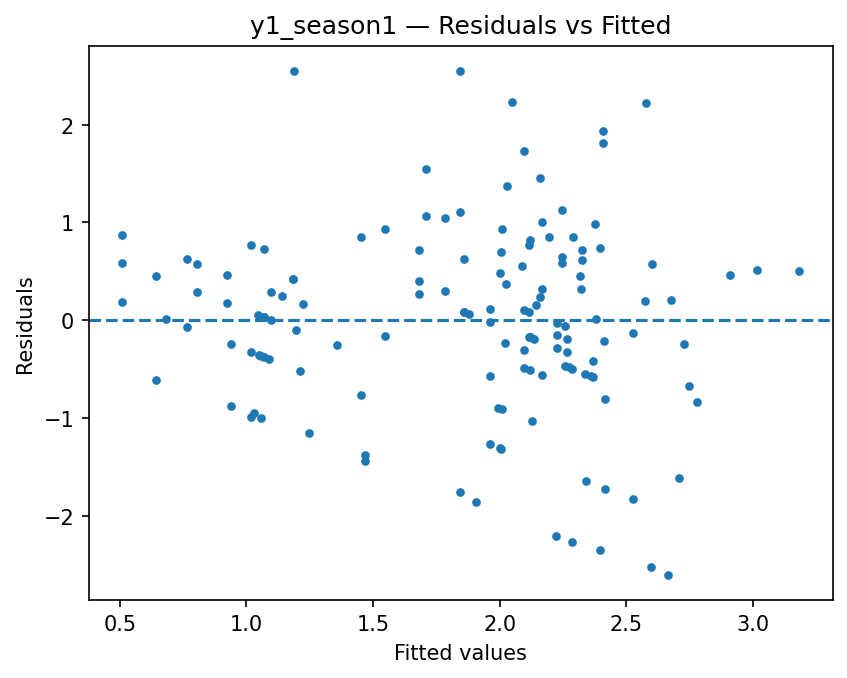 y1_season1 — Residuals vs Fitted
Residuals
2
1
0
−1
−2
0.5 1.0 1.5 2.0 2.5 3.0
Fitted values